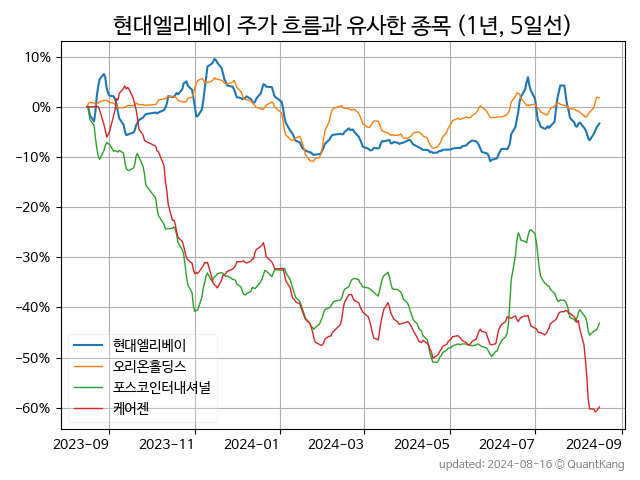 현대엘리베이 주가 흐름과 유사한 종목 (1년, 5일선)
10%
0%
−10%
−20%
−30%
−40%
−50%
−60%
현대엘리베이
오리온홀딩스
포스코인터내셔널
케어젠
2023−09 2023−11 2024−01 2024−03 2024−05 2024−07 2024−09
updated: 2024-08-16 © QuantKang